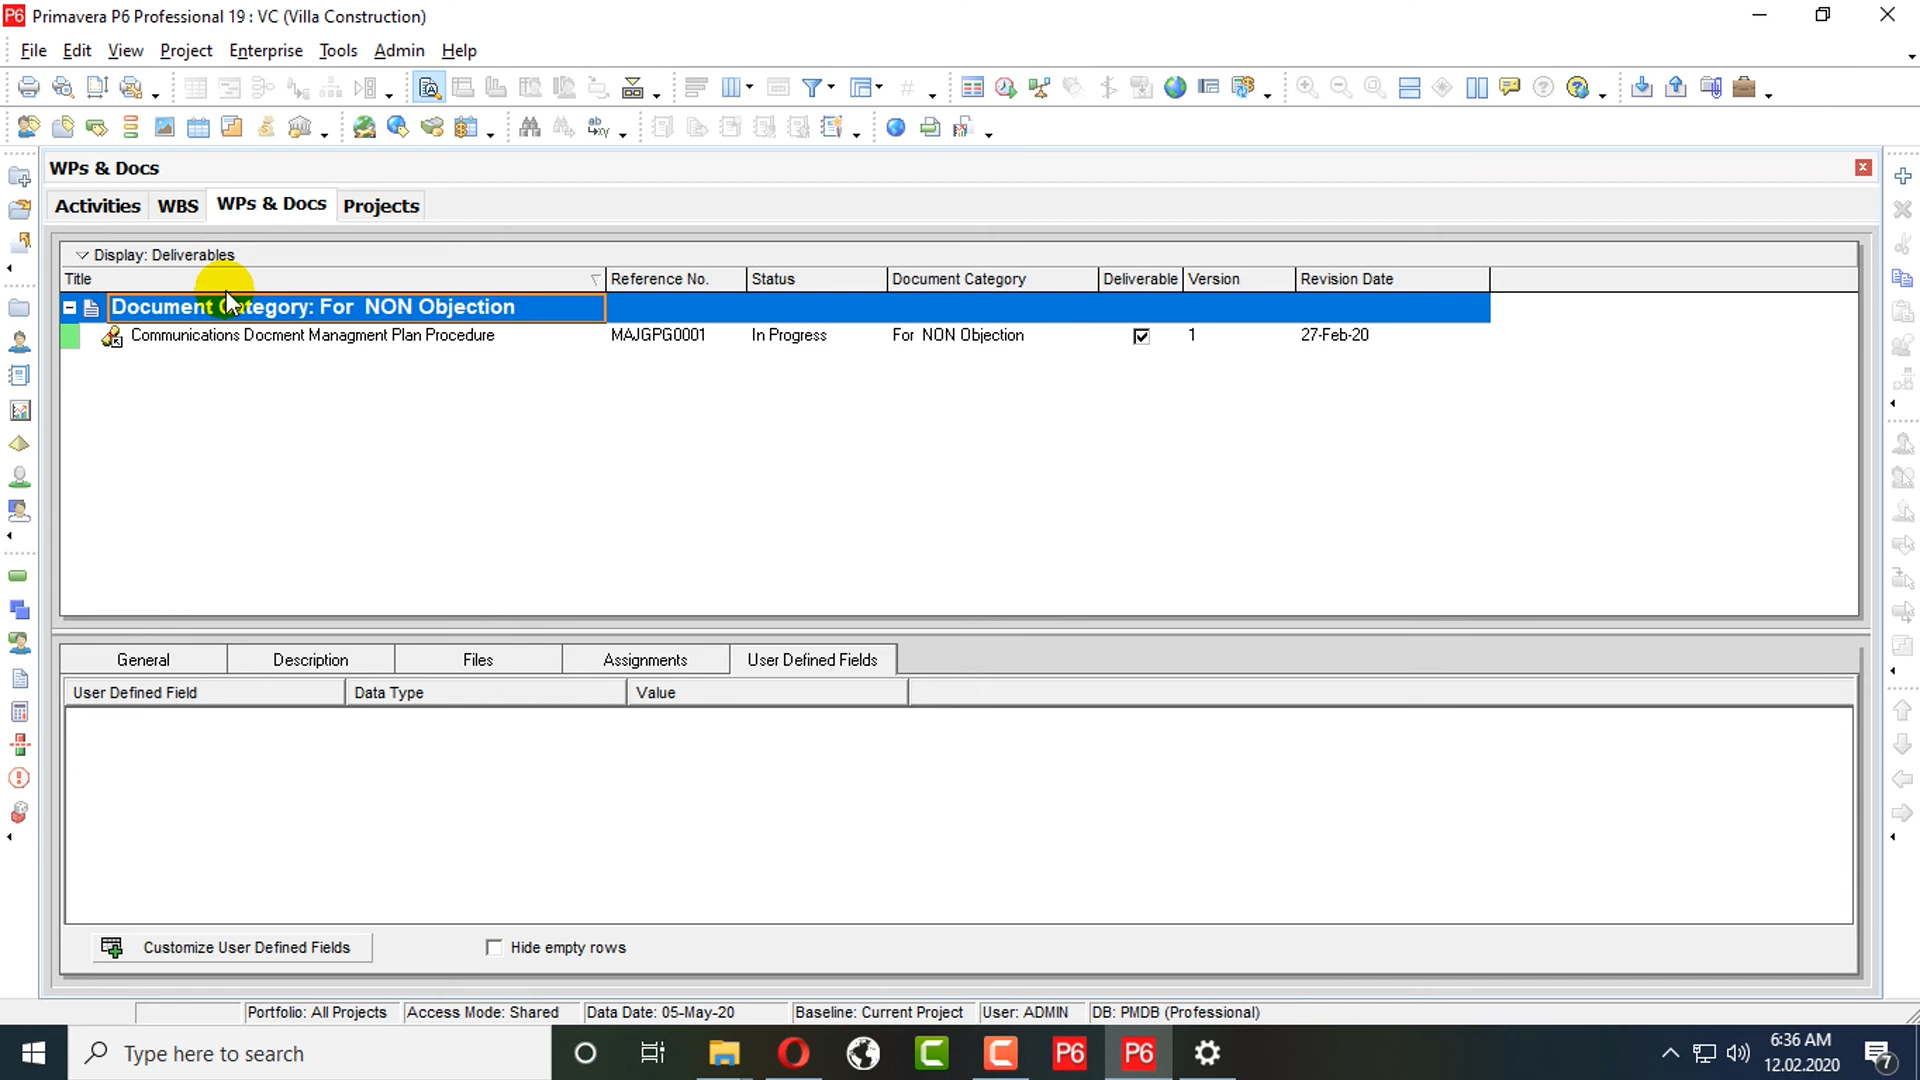 P6 Primavera P6 Professional 19 : VC (Villa Construction)
File Edit View Project Enterprise Tools Admin Help
WPs & Docs
Activities WBS WPs & Docs Projects
Display: Deliverables
Title Reference No. Status Document Category Deliverable Version Revision Date
Document Category: For NON Objection
Communications Docment Managment Plan Procedure MAJGPG0001 In Progress For NON Objection 1 27-Feb-20
General Description Files Assignments User Defined Fields
User Defined Field Data Type Value
Customize User Defined Fields Hide empty rows
Portfolio: All Projects Access Mode: Shared Data Date: 05-May-20 Baseline: Current Project User: ADMIN DB: PMDB (Professional)
Type here to search P6 P6 6:36 AM
12.02.2020 7